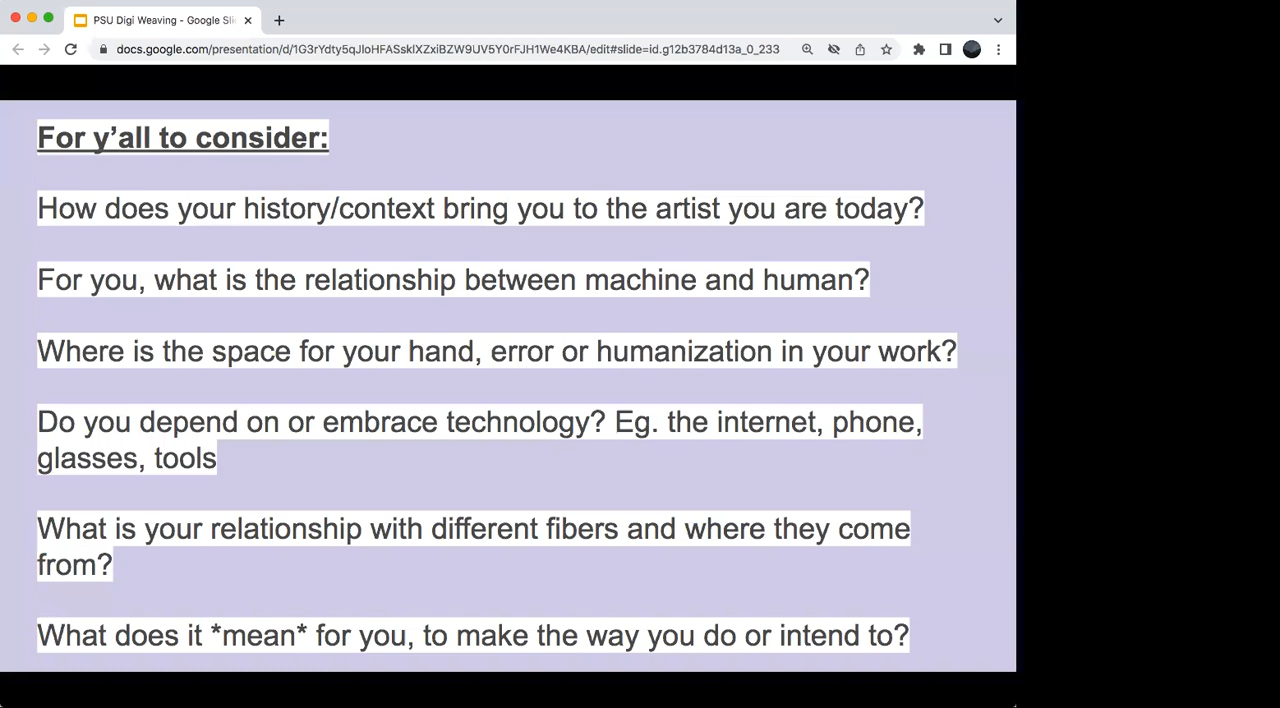 PSU Digi Weaving - Google Sli
docs.google.com/presentation/d/1G3rYdty5qJloHFASsklXZxiBZW9UV5Y0rFJH1We4KBA/edit#slide=id.g12b3784d13a_0_233
For y’all to consider:
How does your history/context bring you to the artist you are today?
For you, what is the relationship between machine and human?
Where is the space for your hand, error or humanization in your work?
Do you depend on or embrace technology? Eg. the internet, phone,
glasses, tools
What is your relationship with different fibers and where they come
from?
What does it *mean* for you, to make the way you do or intend to?